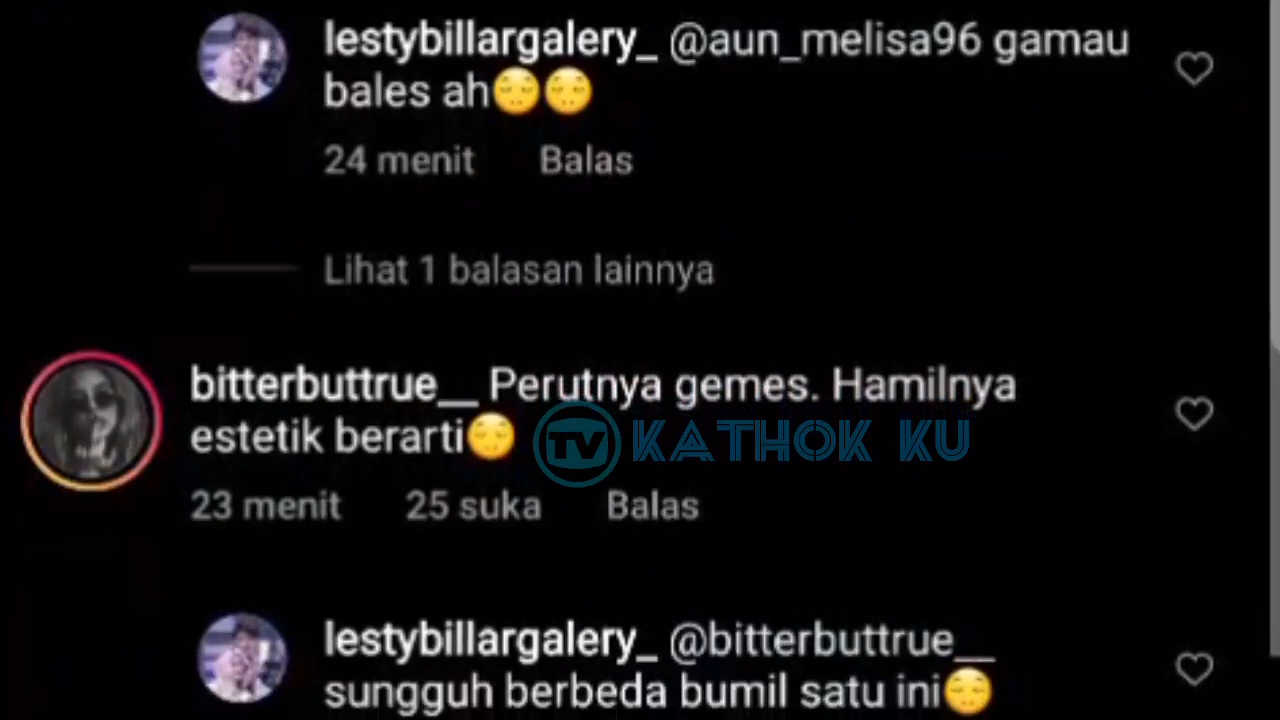 lestybillargalery_ @aun_melisa96 gamau
bales ah😚😚
24 menit Balas
Lihat 1 balasan lainnya
bitterbuttrue__ Perutnya gemes. Hamilnya
estetik berarti😚
TV KATHOK KU
23 menit 25 suka Balas
lestybillargalery_ @bitterbuttrue__
sungguh berbeda bumil satu ini😚